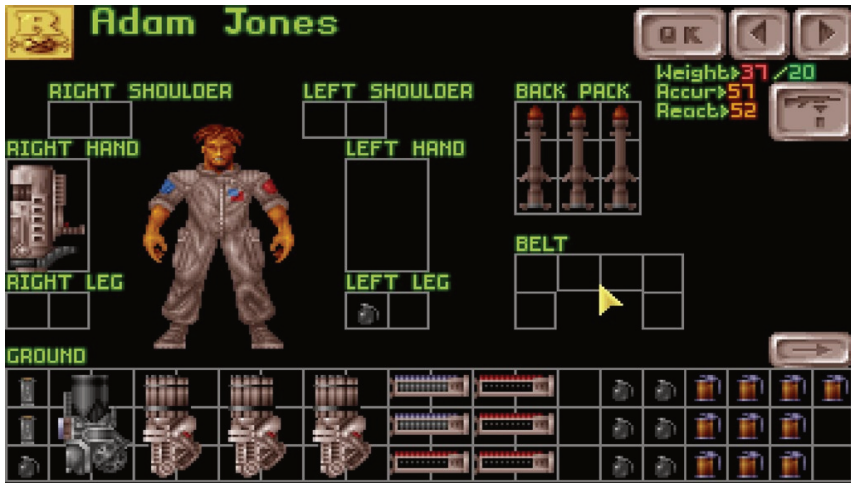 R
Adam Jones
OK
Weight>37/20
Accur>57
React>52
RIGHT SHOULDER
LEFT SHOULDER
BACK PACK
RIGHT HAND
LEFT HAND
BELT
RIGHT LEG
LEFT LEG
GROUND